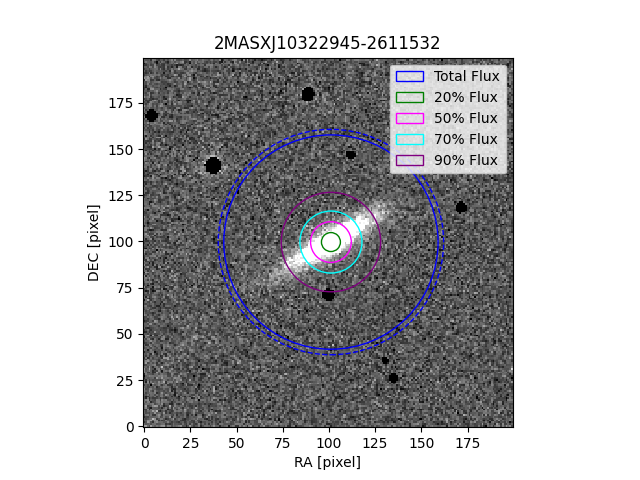 2MASXJ10322945-2611532
Total Flux
20% Flux
50% Flux
70% Flux
90% Flux
175
150
125
100
75
50
25
0
DEC [pixel]
0 25 50 75 100 125 150 175
RA [pixel]